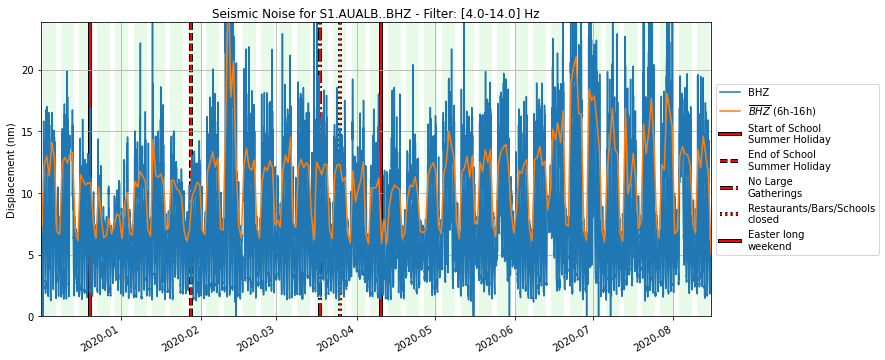 Seismic Noise for S1.AUALB..BHZ - Filter: [4.0-14.0] Hz
Displacement (nm)
20
15
10
5
0
2020-01
2020-02
2020-03
2020-04
2020-05
2020-06
2020-07
2020-08
BHZ
BHZ (6h-16h)
Start of School
Summer Holiday
End of School
Summer Holiday
No Large
Gatherings
Restaurants/Bars/Schools
closed
Easter long
weekend